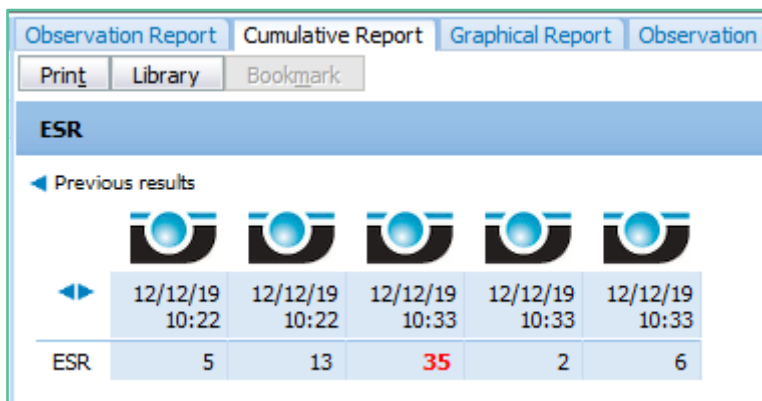 Observation Report Cumulative Report Graphical Report Observation
Print Library Bookmark
ESR
Previous results
12/12/19 12/12/19 12/12/19 12/12/19 12/12/19
10:22 10:22 10:33 10:33 10:33
ESR 5 13 35 2 6